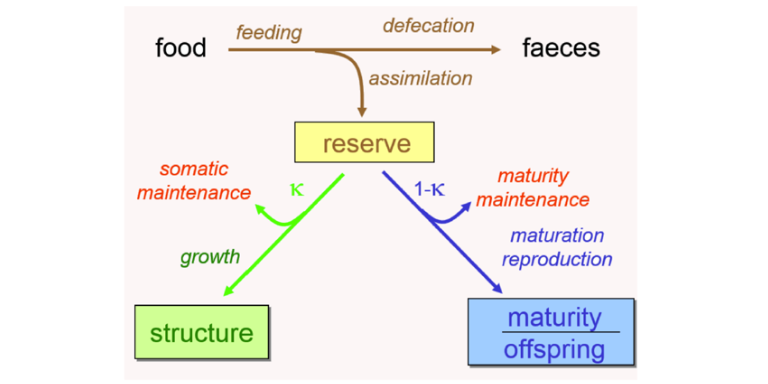 feeding
defecation
food
faeces
assimilation
reserve
somatic
maintenance
κ
1-κ
maturity
maintenance
growth
maturation
reproduction
structure
maturity
offspring